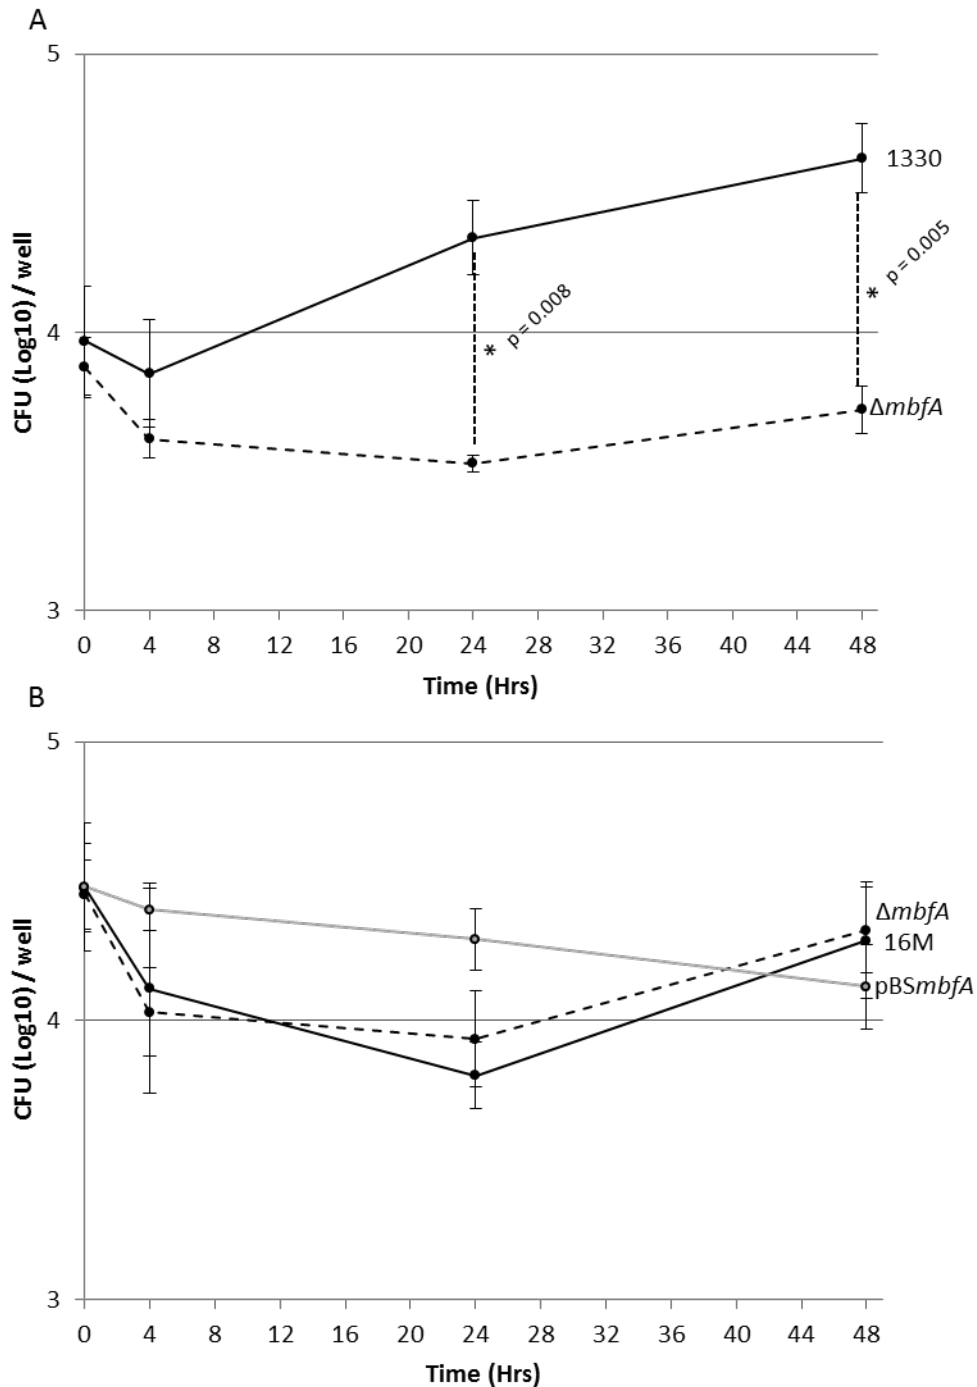 A
5
1330
* p = 0.005
* p = 0.008
4
ΔmbfA
CFU (Log10) / well
3
0 4 8 12 16 20 24 28 32 36 40 44 48
Time (Hrs)
B
5
ΔmbfA
16M
pBSmbfA
4
CFU (Log10) / well
3
0 4 8 12 16 20 24 28 32 36 40 44 48
Time (Hrs)